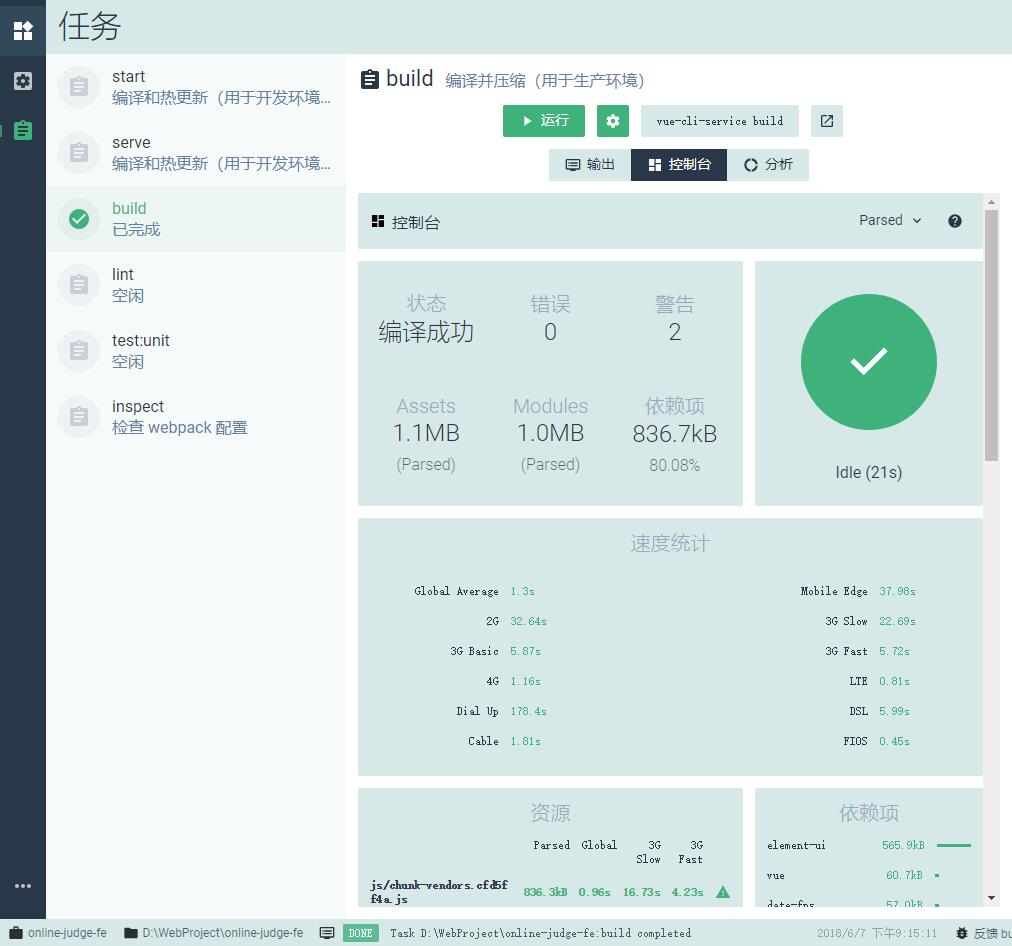 任务
start
编译和热更新（用于开发环境...
serve
编译和热更新（用于开发环境...
build
已完成
lint
空闲
test:unit
空闲
inspect
检查 webpack 配置
build 编译并压缩（用于生产环境）
运行 vue-cli-service build
输出 控制台 分析
控制台 Parsed
状态 错误 警告
编译成功 0 2
Assets Modules 依赖项
1.1MB 1.0MB 836.7kB
(Parsed) (Parsed) 80.08%
Idle (21s)
速度统计
Global Average 1.3s Mobile Edge 37.98s
2G 32.64s 3G Slow 22.69s
3G Basic 5.87s 3G Fast 5.72s
4G 1.16s LTE 0.81s
Dial Up 178.4s DSL 5.99s
Cable 1.81s FIOS 0.45s
资源
Parsed Global 3G Slow 3G Fast
js/chunk-vendors.cfd5ff4a.js 836.3kB 0.96s 16.73s 4.23s
依赖项
element-ui 565.9kB
vue 60.7kB
date-fns 57.0kB
online-judge-fe D:\WebProject\online-judge-fe DONE Task D:\WebProject\online-judge-fe:build completed 2018/6/7 下午9:15:11 反馈 bu